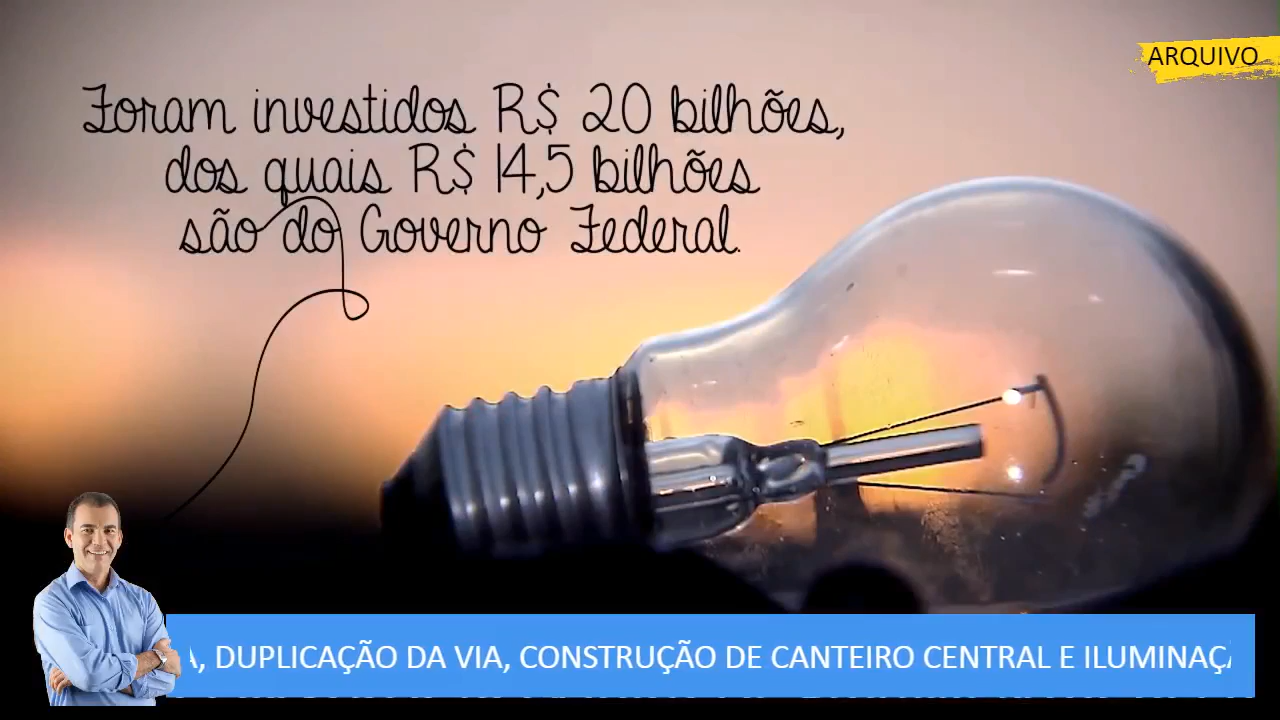 ARQUIVO
Foram investidos R$ 20 bilhões,
dos quais R$ 14,5 bilhões
são do Governo Federal.
, DUPLICAÇÃO DA VIA, CONSTRUÇÃO DE CANTEIRO CENTRAL E